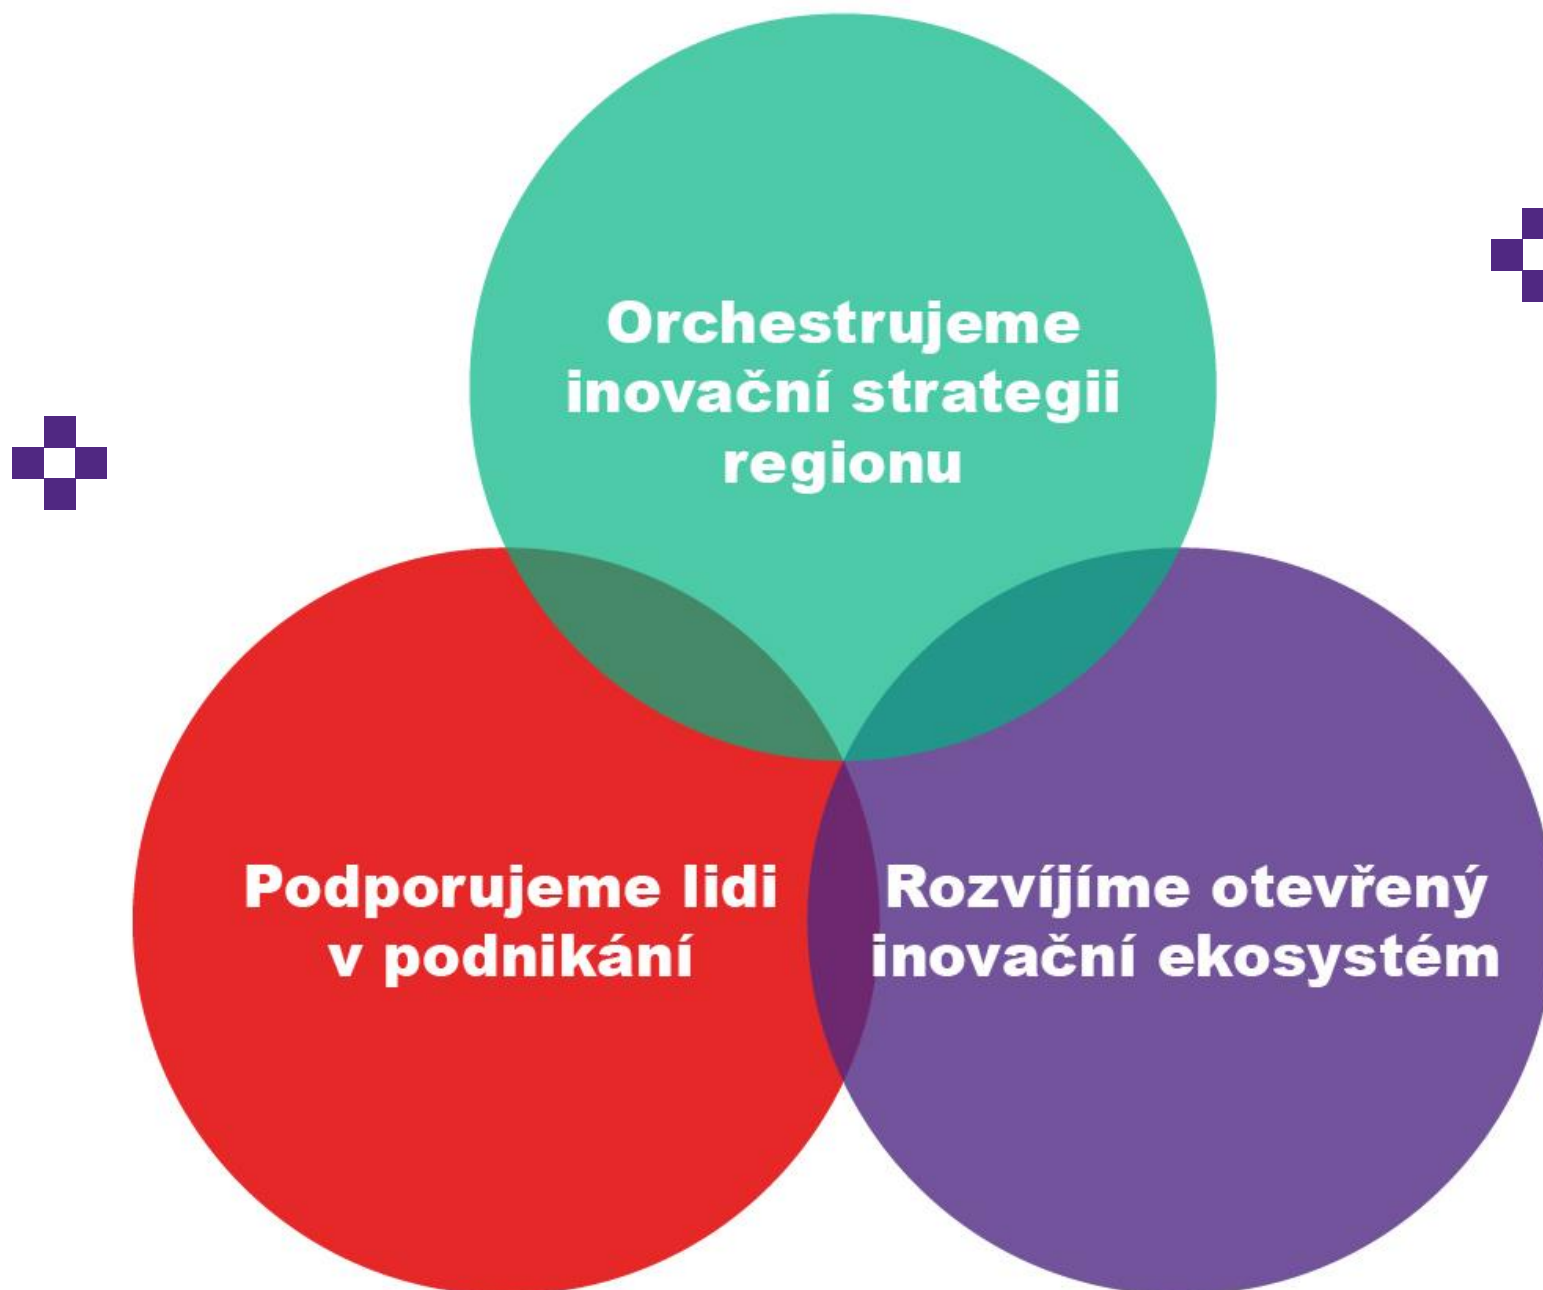 Orchestrujeme
inovační strategii
regionu
Podporujeme lidi
v podnikání
Rozvíjíme otevřený
inovační ekosystém